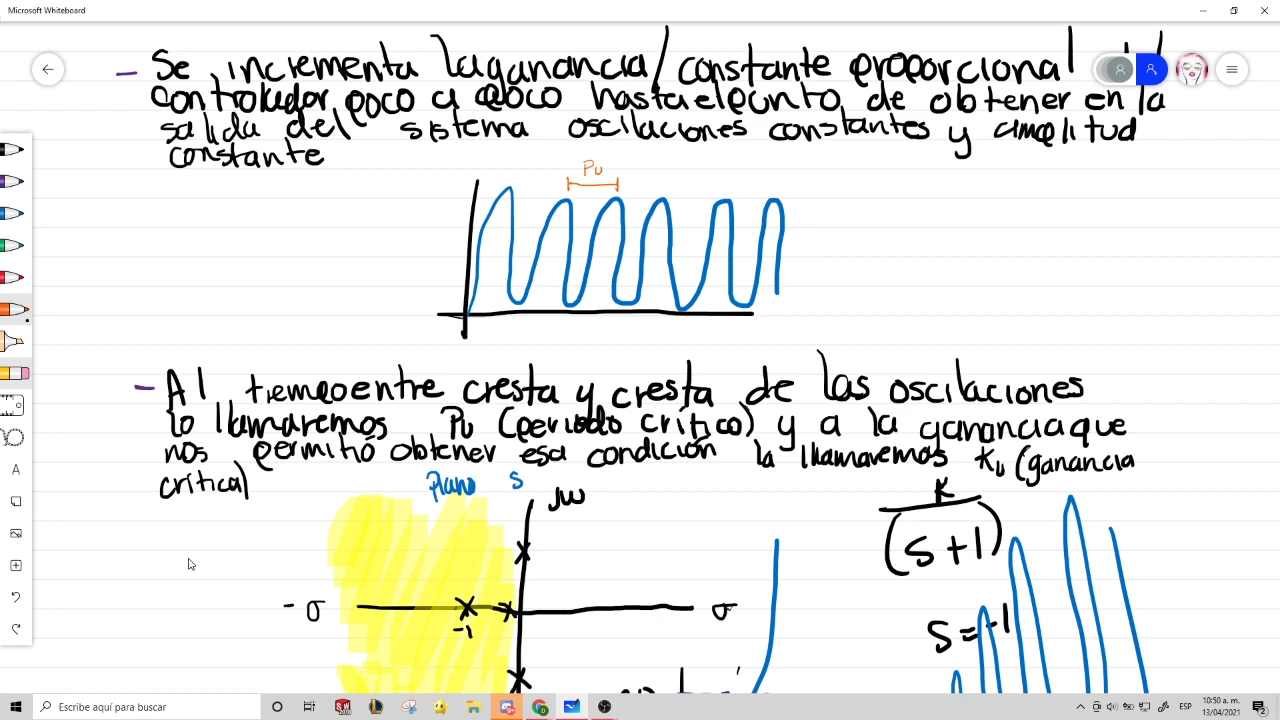 Microsoft Whiteboard
- Se incrementa la ganancia/constante proporcional
controlador poco a poco hasta el punto de obtener en la
salida del sistema oscilaciones constantes y amplitud
constante
Pu
- Al tiempo entre cresta y cresta de las oscilaciones
lo llamaremos Pu (periodo crítico) y a la ganancia que
nos permitió obtener esa condición la llamaremos Ku (ganancia
crítica)
Plano S
jw
K
(S+1)
-σ
σ
-1
S=-1
A
Escribe aquí para buscar
ESP
10:50 a. m.
13/04/2021
2